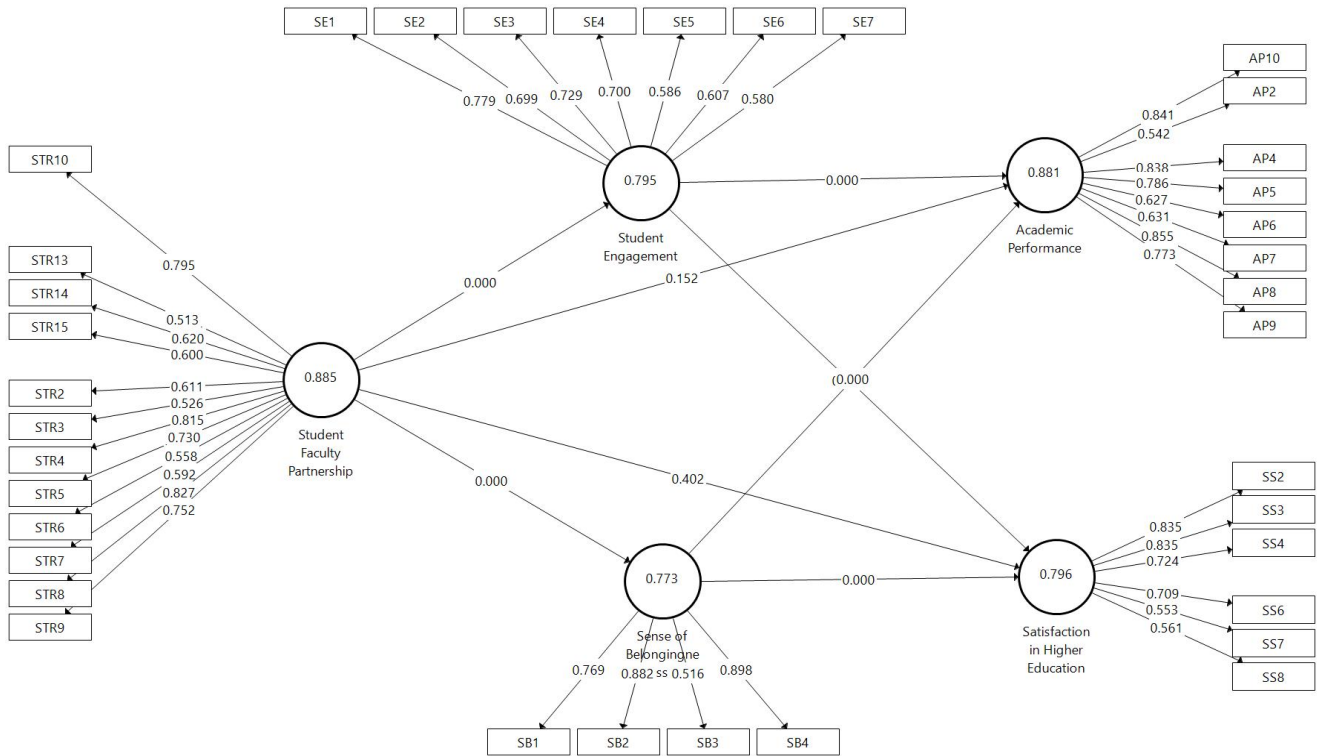 SE1
SE2
SE3
SE4
SE5
SE6
SE7
0.779
0.699
0.729
0.700
0.586
0.607
0.580
AP10
AP2
AP4
AP5
AP6
AP7
AP8
AP9
0.841
0.542
0.838
0.786
0.627
0.631
0.855
0.773
0.795
Student
Engagement
0.881
Academic
Performance
0.000
0.152
0.000
STR10
STR13
STR14
STR15
STR2
STR3
STR4
STR5
STR6
STR7
STR8
STR9
0.795
0.513
0.620
0.600
0.611
0.526
0.815
0.730
0.558
0.592
0.827
0.752
0.885
Student
Faculty
Partnership
(0.000
0.402
0.000
0.000
0.773
Sense of
Belongingne
ss
0.769
0.882
0.516
0.898
SB1
SB2
SB3
SB4
0.796
Satisfaction
in Higher
Education
0.835
0.835
0.724
0.709
0.553
0.561
SS2
SS3
SS4
SS6
SS7
SS8